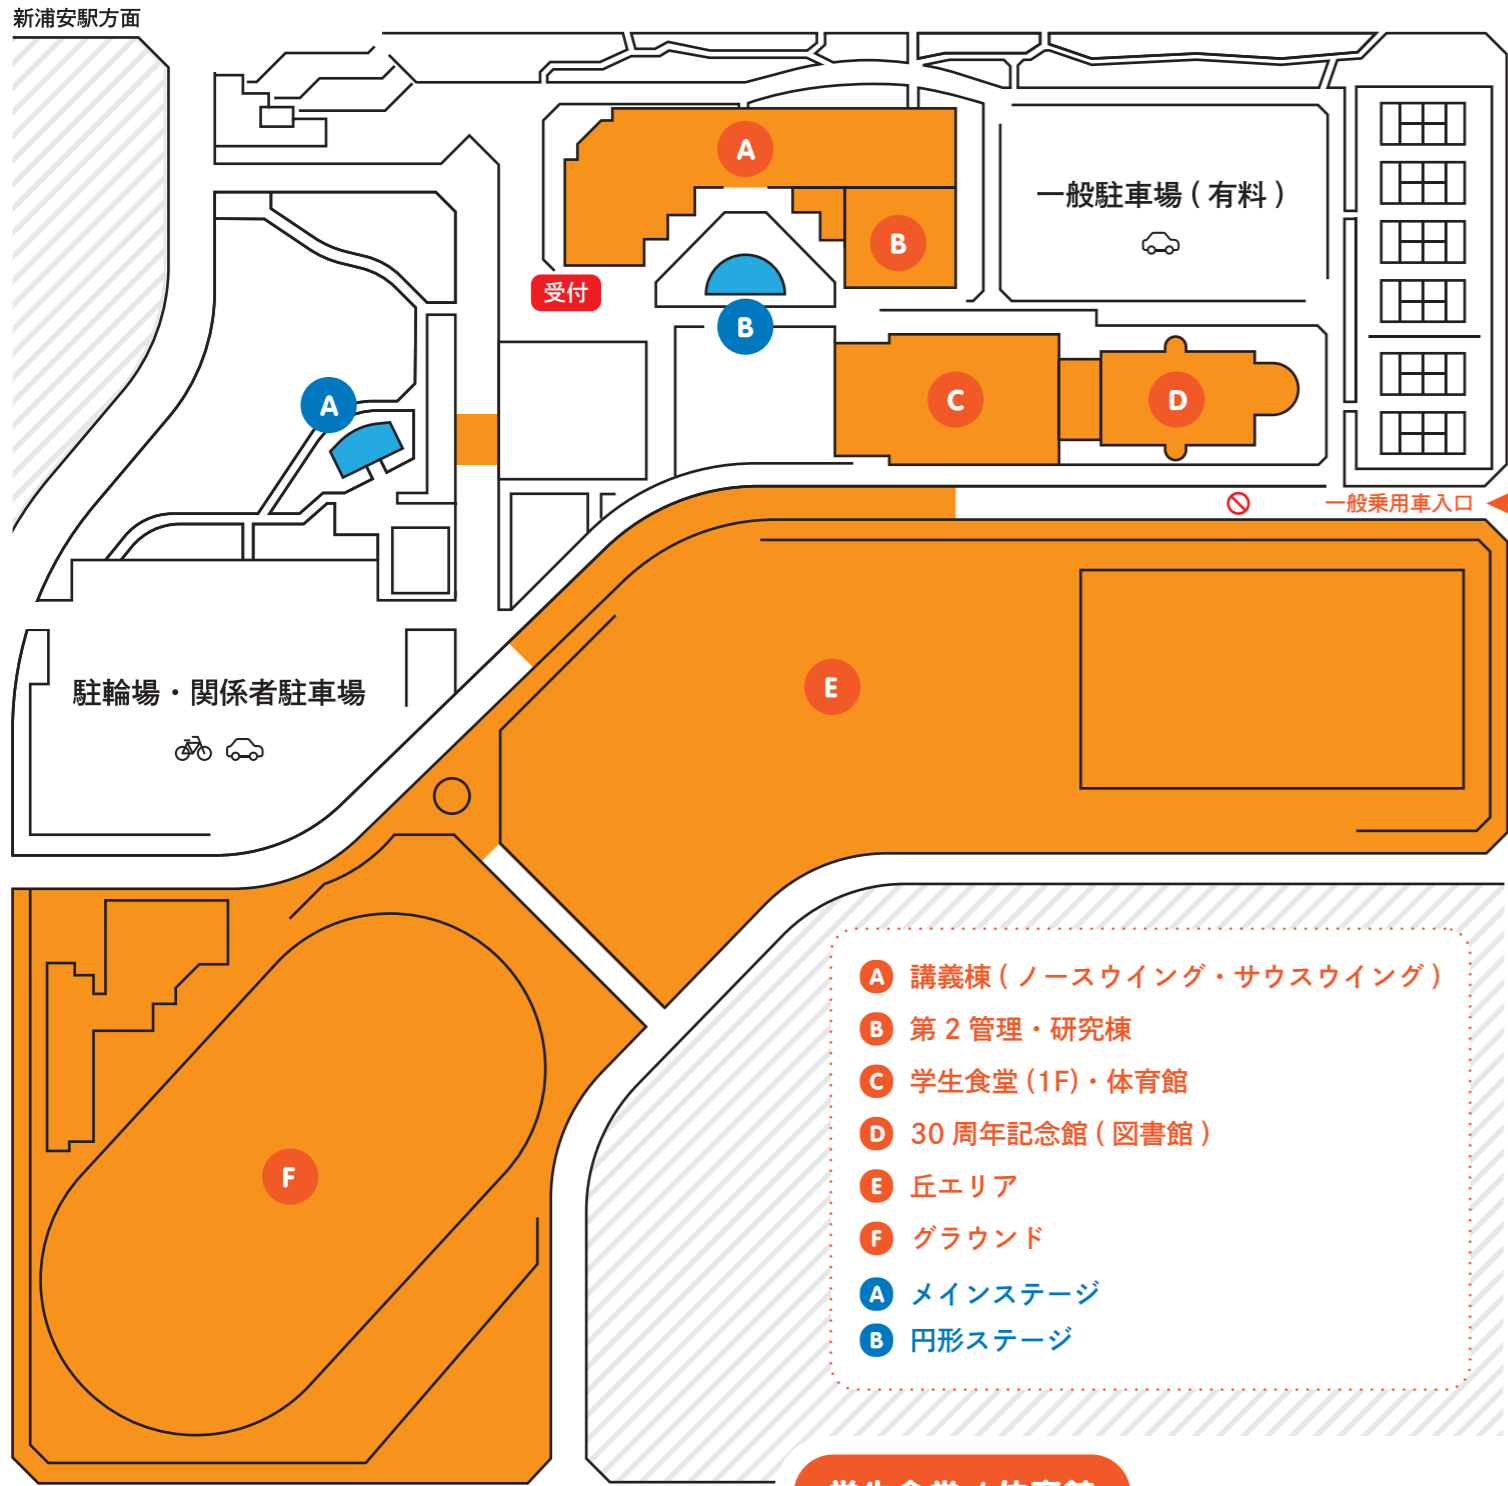 新浦安駅方面
A
一般駐車場 ( 有料 )
B
受付
B
A
C
D
一般乗用車入口
駐輪場・関係者駐車場
E
F
A 講義棟 ( ノースウイング・サウスウイング )
B 第 2 管理・研究棟
C 学生食堂 (1F)・体育館
D 30 周年記念館 ( 図書館 )
E 丘エリア
F グラウンド
A メインステージ
B 円形ステージ